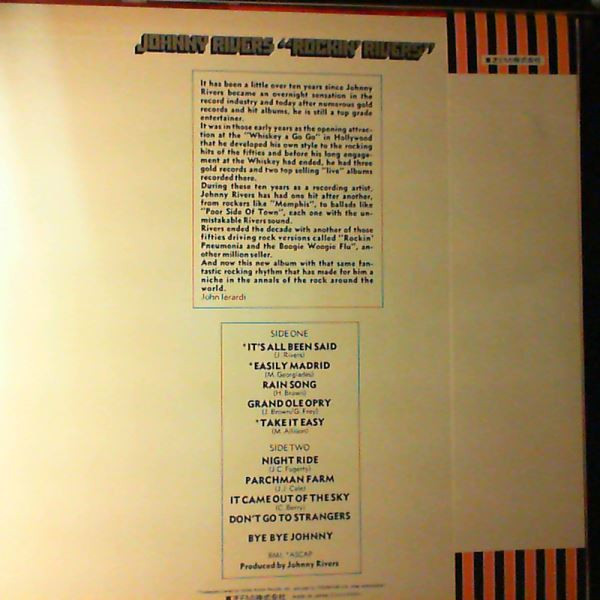 JOHNNY RIVERS "ROCKIN' RIVERS"
It has been a little over ten years since Johnny
Rivers became an overnight sensation in the
record industry and today after numerous gold
records and hit albums, he is still a top grade
entertainer.
It was in those early years as the opening attrac-
tion at the "Whiskey a Go Go" in Hollywood
that he developed his own style to the rocking
hits of the fifties and before his long engage-
ment at the Whiskey had ended, he had three
gold records and two top selling "live" albums
recorded there.
During these ten years as a recording artist,
Johnny Rivers has had one hit after another,
from rockers like "Memphis", to ballads like
"Poor Side Of Town", each one with the un-
mistakable Rivers sound.
Rivers ended the decade with another of those
fifties driving rock versions called "Rockin'
Pneumonia and the Boogie Woogie Flu", an-
other million seller.
And now this new album with that same fan-
tastic rocking rhythm that has made for him a
niche in the annals of the rock around the
world.
John Ierardi
SIDE ONE
*IT'S ALL BEEN SAID
(J. Rivers)
*EASILY MADRID
(M. Georgiades)
RAIN SONG
(H. Brown)
GRAND OLE OPRY
(J. Brown/G. Frey)
*TAKE IT EASY
(M. Allison)
SIDE TWO
NIGHT RIDE
(J.C. Fogerty)
PARCHMAN FARM
(J.J. Cale)
IT CAME OUT OF THE SKY
(C. Berry)
DON'T GO TO STRANGERS
BYE BYE JOHNNY
BMI, *ASCAP
Produced by Johnny Rivers